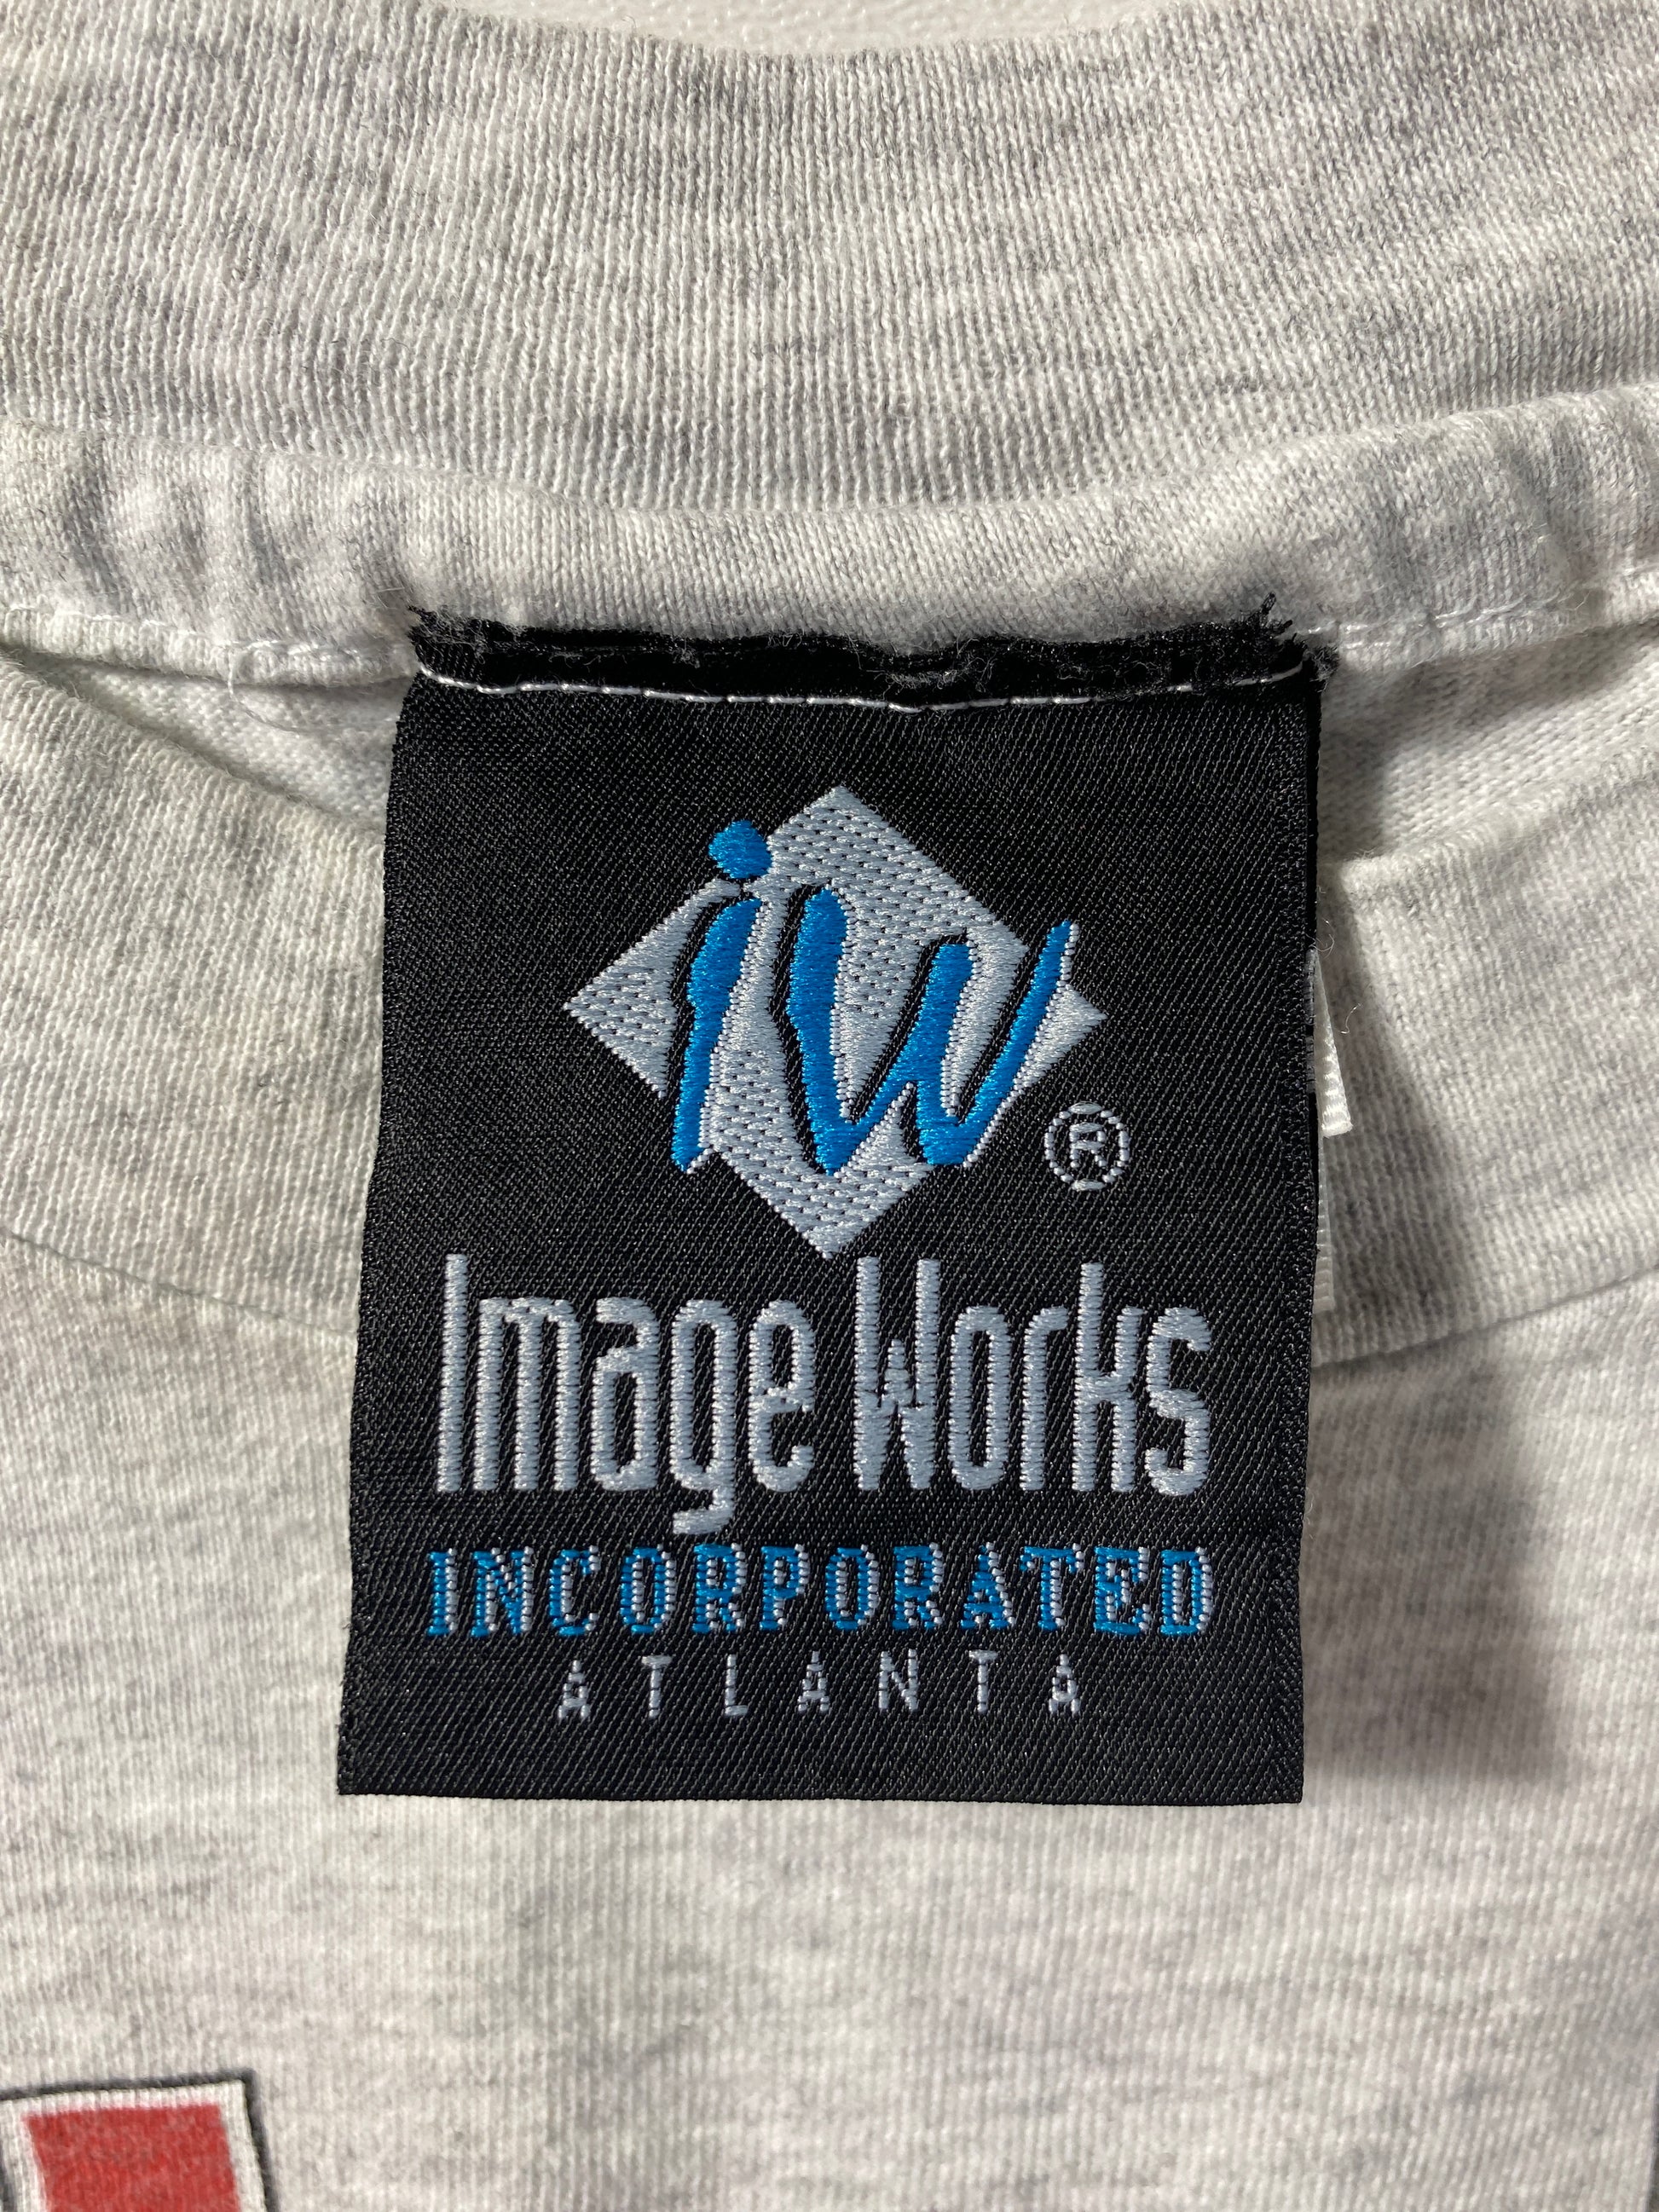 iw ®
Image Works
INCORPORATED
ATLANTA